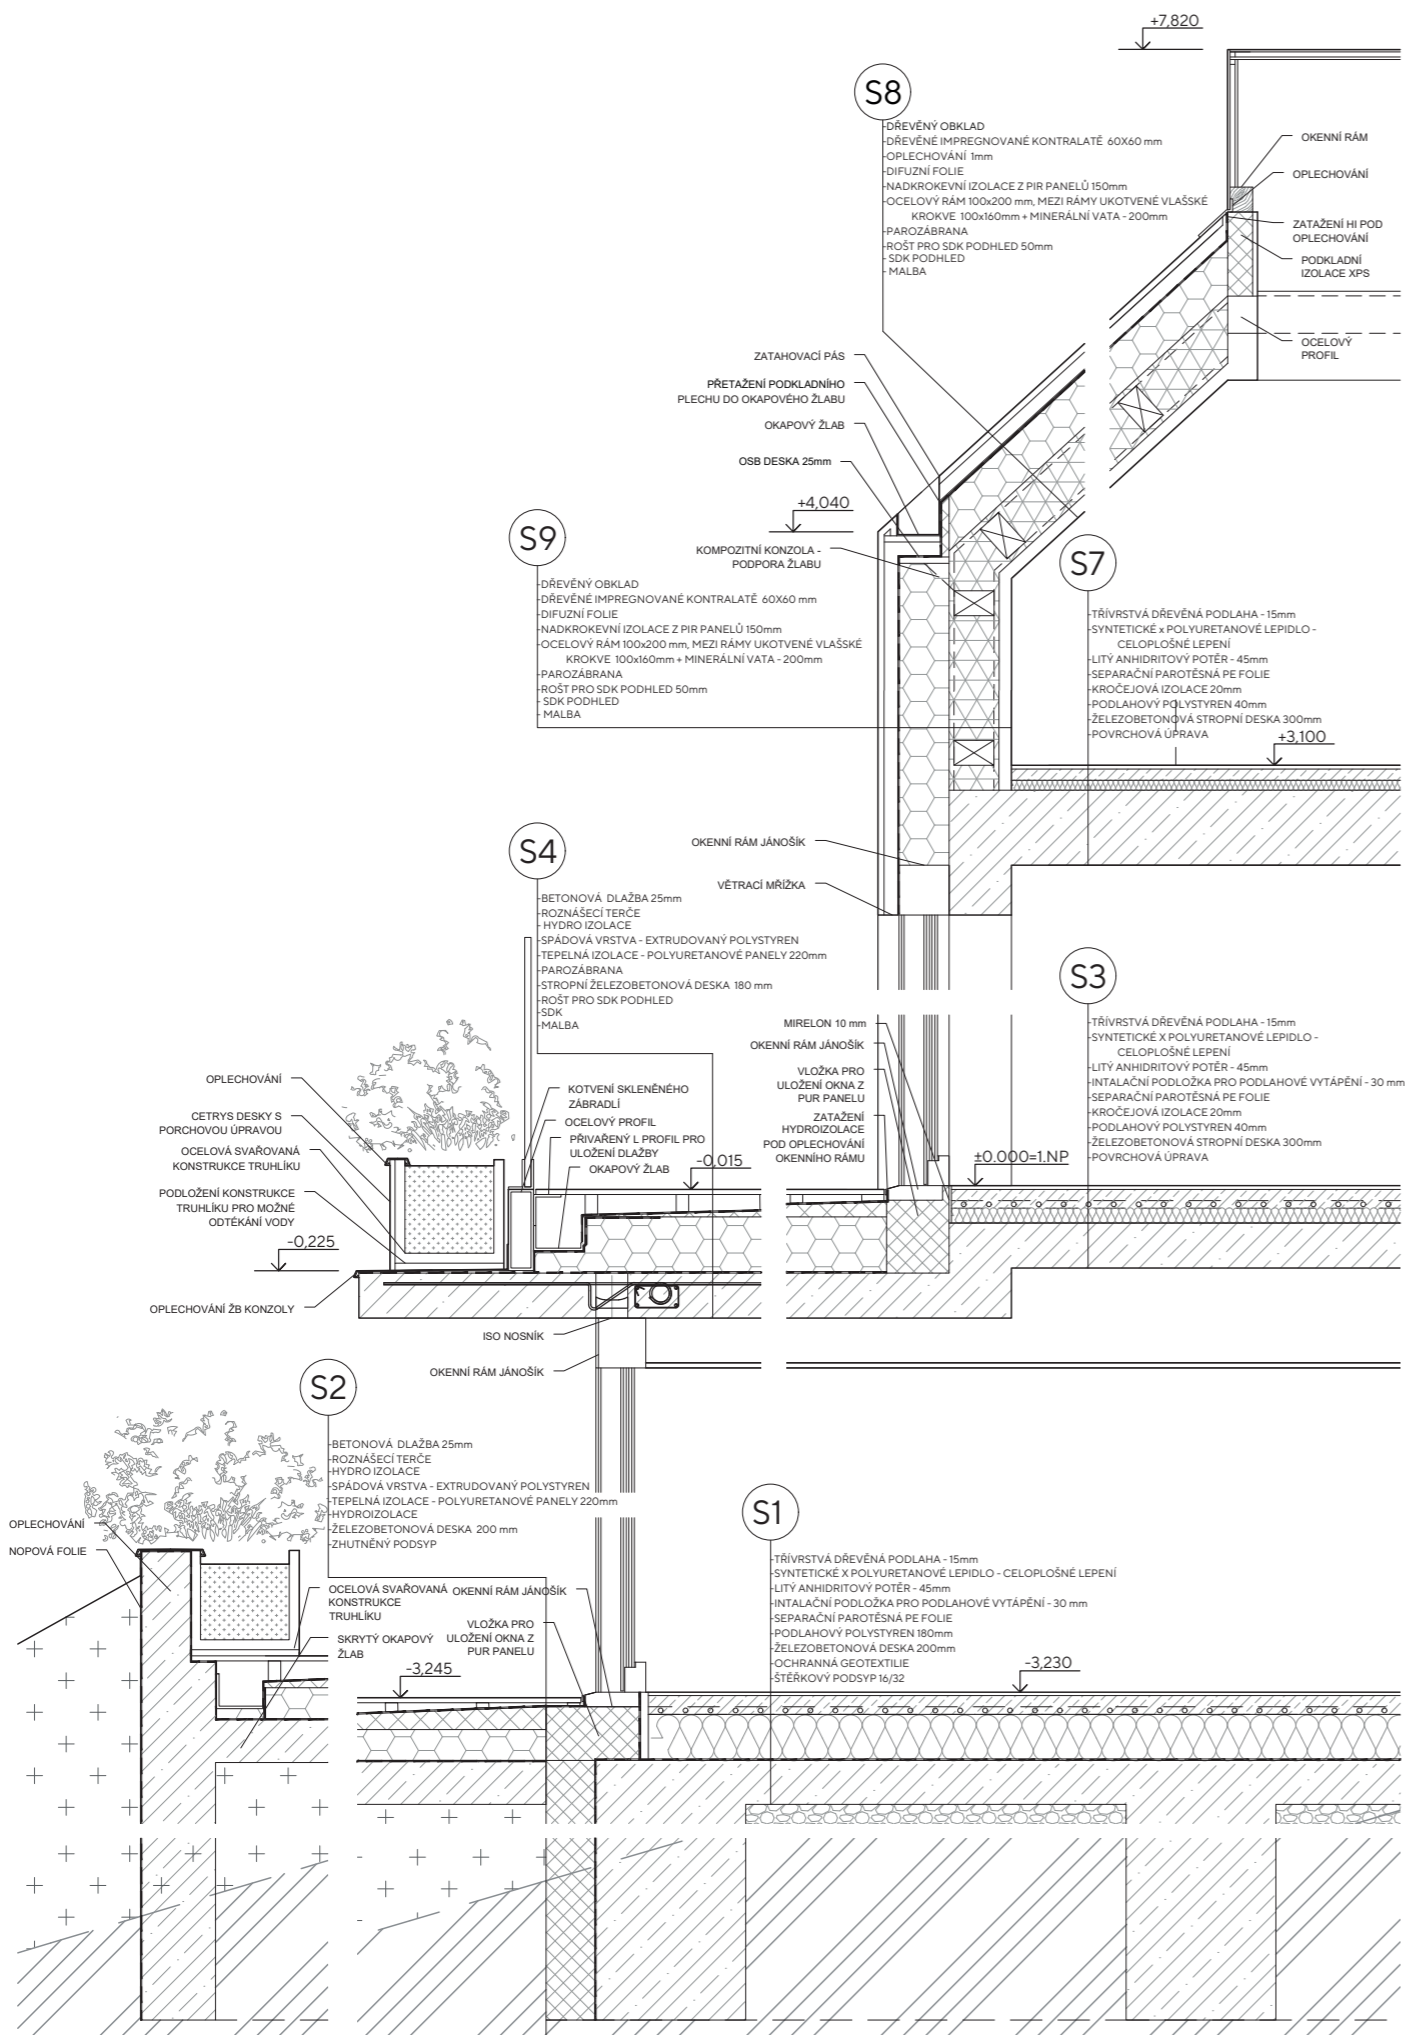 +7,820
S8
-DŘEVĚNÝ OBKLAD
-DŘEVĚNÉ IMPREGNOVANÉ KONTRALATĚ 60X60 mm
-OPLECHOVÁNÍ 1mm
-DIFUZNÍ FOLIE
-NADKROKEVNÍ IZOLACE Z PIR PANELŮ 150mm
-OCELOVÝ RÁM 100x200 mm, MEZI RÁMY UKOTVENÉ VLAŠSKÉ
KROKVE 100x160mm + MINERÁLNÍ VATA - 200mm
-PAROZÁBRANA
-ROŠT PRO SDK PODHLED 50mm
- SDK PODHLED
- MALBA
OKENNÍ RÁM
OPLECHOVÁNÍ
ZATAŽENÍ HI POD
OPLECHOVÁNÍ
PODKLADNÍ
IZOLACE XPS
OCELOVÝ
PROFIL
ZATAHOVACÍ PÁS
PŘETAŽENÍ PODKLADNÍHO
PLECHU DO OKAPOVÉHO ŽLABU
OKAPOVÝ ŽLAB
OSB DESKA 25mm
+4,040
KOMPOZITNÍ KONZOLA -
PODPORA ŽLABU
S9
-DŘEVĚNÝ OBKLAD
-DŘEVĚNÉ IMPREGNOVANÉ KONTRALATĚ 60X60 mm
-DIFUZNÍ FOLIE
-NADKROKEVNÍ IZOLACE Z PIR PANELŮ 150mm
-OCELOVÝ RÁM 100x200 mm, MEZI RÁMY UKOTVENÉ VLAŠSKÉ
KROKVE 100x160mm + MINERÁLNÍ VATA - 200mm
-PAROZÁBRANA
-ROŠT PRO SDK PODHLED 50mm
- SDK PODHLED
- MALBA
S7
-TŘÍVRSTVÁ DŘEVĚNÁ PODLAHA - 15mm
-SYNTETICKÉ x POLYURETANOVÉ LEPIDLO -
CELOPLOŠNÉ LEPENÍ
-LITÝ ANHIDRITOVÝ POTĚR - 45mm
-SEPARAČNÍ PAROTĚSNÁ PE FOLIE
-KROČEJOVÁ IZOLACE 20mm
-PODLAHOVÝ POLYSTYREN 40mm
-ŽELEZOBETONOVÁ STROPNÍ DESKA 300mm
-POVRCHOVÁ ÚPRAVA
+3,100
OKENNÍ RÁM JÁNOŠÍK
VĚTRACÍ MŘÍŽKA
S4
-BETONOVÁ DLAŽBA 25mm
-ROZNÁŠECÍ TERČE
- HYDRO IZOLACE
-SPÁDOVÁ VRSTVA - EXTRUDOVANÝ POLYSTYREN
-TEPELNÁ IZOLACE - POLYURETANOVÉ PANELY 220mm
-PAROZÁBRANA
-STROPNÍ ŽELEZOBETONOVÁ DESKA 180 mm
-ROŠT PRO SDK PODHLED
-SDK
-MALBA
S3
-TŘÍVRSTVÁ DŘEVĚNÁ PODLAHA - 15mm
-SYNTETICKÉ X POLYURETANOVÉ LEPIDLO -
CELOPLOŠNÉ LEPENÍ
-LITÝ ANHIDRITOVÝ POTĚR - 45mm
-INTALAČNÍ PODLOŽKA PRO PODLAHOVÉ VYTÁPĚNÍ - 30 mm
-SEPARAČNÍ PAROTĚSNÁ PE FOLIE
-KROČEJOVÁ IZOLACE 20mm
-PODLAHOVÝ POLYSTYREN 40mm
-ŽELEZOBETONOVÁ STROPNÍ DESKA 300mm
-POVRCHOVÁ ÚPRAVA
±0.000=1.NP
MIRELON 10 mm
OKENNÍ RÁM JÁNOŠÍK
VLOŽKA PRO
ULOŽENÍ OKNA Z
PUR PANELU
ZATAŽENÍ
HYDROIZOLACE
POD OPLECHOVÁNÍ
OKENNÍHO RÁMU
KOTVENÍ SKLENĚNÉHO
ZÁBRADLÍ
OCELOVÝ PROFIL
PŘIVAŘENÝ L PROFIL PRO
ULOŽENÍ DLAŽBY
OKAPOVÝ ŽLAB
-0,015
OPLECHOVÁNÍ
CETRYS DESKY S
PORCHOVOU ÚPRAVOU
OCELOVÁ SVAŘOVANÁ
KONSTRUKCE TRUHLÍKU
PODLOŽENÍ KONSTRUKCE
TRUHLÍKU PRO MOŽNÉ
ODTÉKÁNÍ VODY
-0,225
OPLECHOVÁNÍ ŽB KONZOLY
ISO NOSNÍK
OKENNÍ RÁM JÁNOŠÍK
S2
-BETONOVÁ DLAŽBA 25mm
-ROZNÁŠECÍ TERČE
-HYDRO IZOLACE
-SPÁDOVÁ VRSTVA - EXTRUDOVANÝ POLYSTYREN
-TEPELNÁ IZOLACE - POLYURETANOVÉ PANELY 220mm
-HYDROIZOLACE
-ŽELEZOBETONOVÁ DESKA 200 mm
-ZHUTNĚNÝ PODSYP
OPLECHOVÁNÍ
NOPOVÁ FOLIE
OCELOVÁ SVAŘOVANÁ
KONSTRUKCE
TRUHLÍKU
SKRYTÝ OKAPOVÝ
ŽLAB
OKENNÍ RÁM JÁNOŠÍK
VLOŽKA PRO
ULOŽENÍ OKNA Z
PUR PANELU
-3,245
S1
-TŘÍVRSTVÁ DŘEVĚNÁ PODLAHA - 15mm
-SYNTETICKÉ X POLYURETANOVÉ LEPIDLO - CELOPLOŠNÉ LEPENÍ
-LITÝ ANHIDRITOVÝ POTĚR - 45mm
-INTALAČNÍ PODLOŽKA PRO PODLAHOVÉ VYTÁPĚNÍ - 30 mm
-SEPARAČNÍ PAROTĚSNÁ PE FOLIE
-PODLAHOVÝ POLYSTYREN 180mm
-ŽELEZOBETONOVÁ DESKA 200mm
-OCHRANNÁ GEOTEXTILIE
-ŠTĚRKOVÝ PODSYP 16/32
-3,230